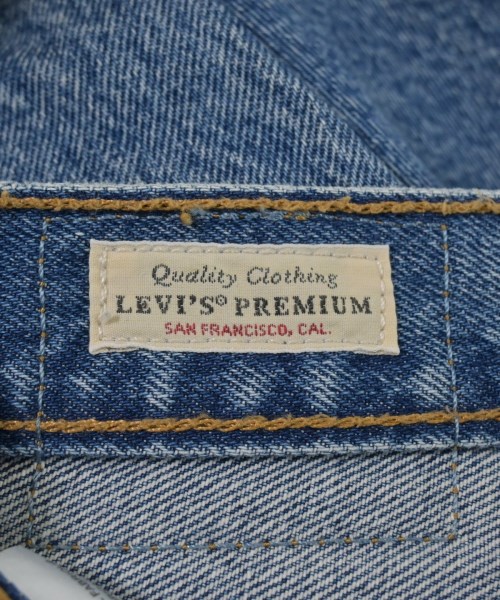 Quality Clothing
LEVI'S® PREMIUM
SAN FRANCISCO, CAL.